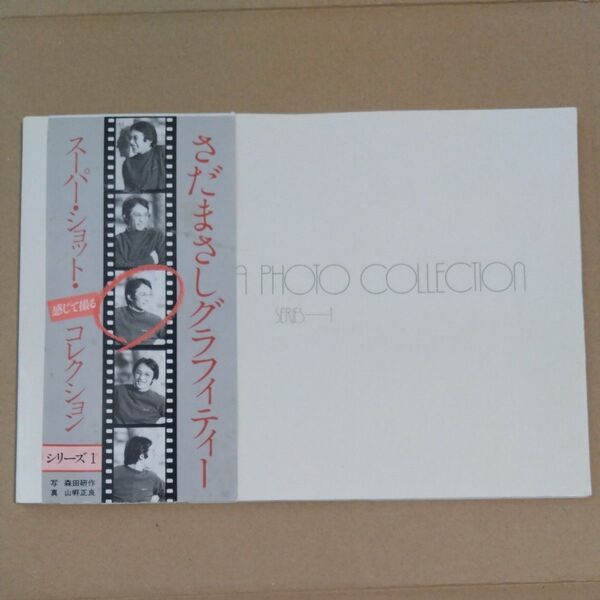 さだまさしグラフィティー
スーパー・ショット・
感じて撮る
コレクション
シリーズ1
写真 森田研作
山崎正良
A PHOTO COLLECTION
SERIES—1